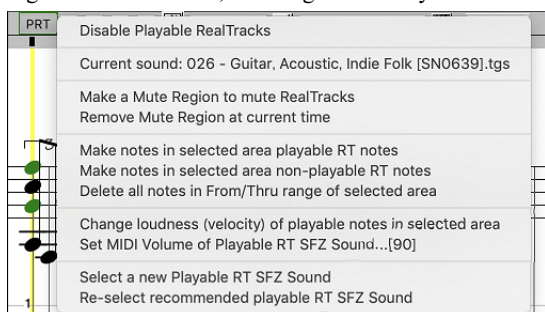 PRT
Disable Playable RealTracks
Current sound: 026 - Guitar, Acoustic, Indie Folk [SN0639].tgs
Make a Mute Region to mute RealTracks
Remove Mute Region at current time
Make notes in selected area playable RT notes
Make notes in selected area non-playable RT notes
Delete all notes in From/Thru range of selected area
Change loudness (velocity) of playable notes in selected area
Set MIDI Volume of Playable RT SFZ Sound...[90]
Select a new Playable RT SFZ Sound
Re-select recommended playable RT SFZ Sound
3
1